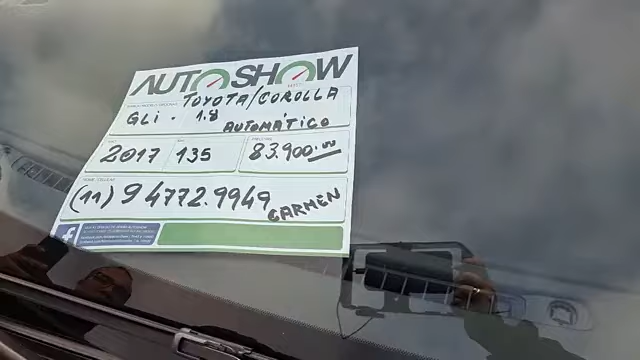 AUTOSHOW
TOYOTA/COROLLA
GLi - 1.8
AUTOMÁTICO
2017 135 83.900,00
(11) 94772.9949
CARMEN
f